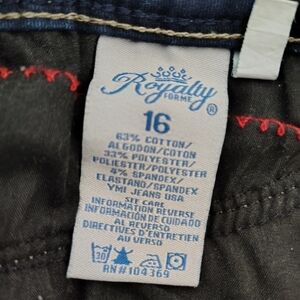 Royalty
FOR ME
®
16
63% COTTON/
ALGODON/COTON
33% POLYESTER/
POLIESTER/POLYESTER
4% SPANDEX/
ELASTANO/SPANDEX
YMI JEANS USA
SEE CARE
INFORMATION REVERSE
INFORMACION DE CUIDADO
AL REVERSO
DIRECTIVES D'ENTRETIEN
AU VERSO
30
RN#104369